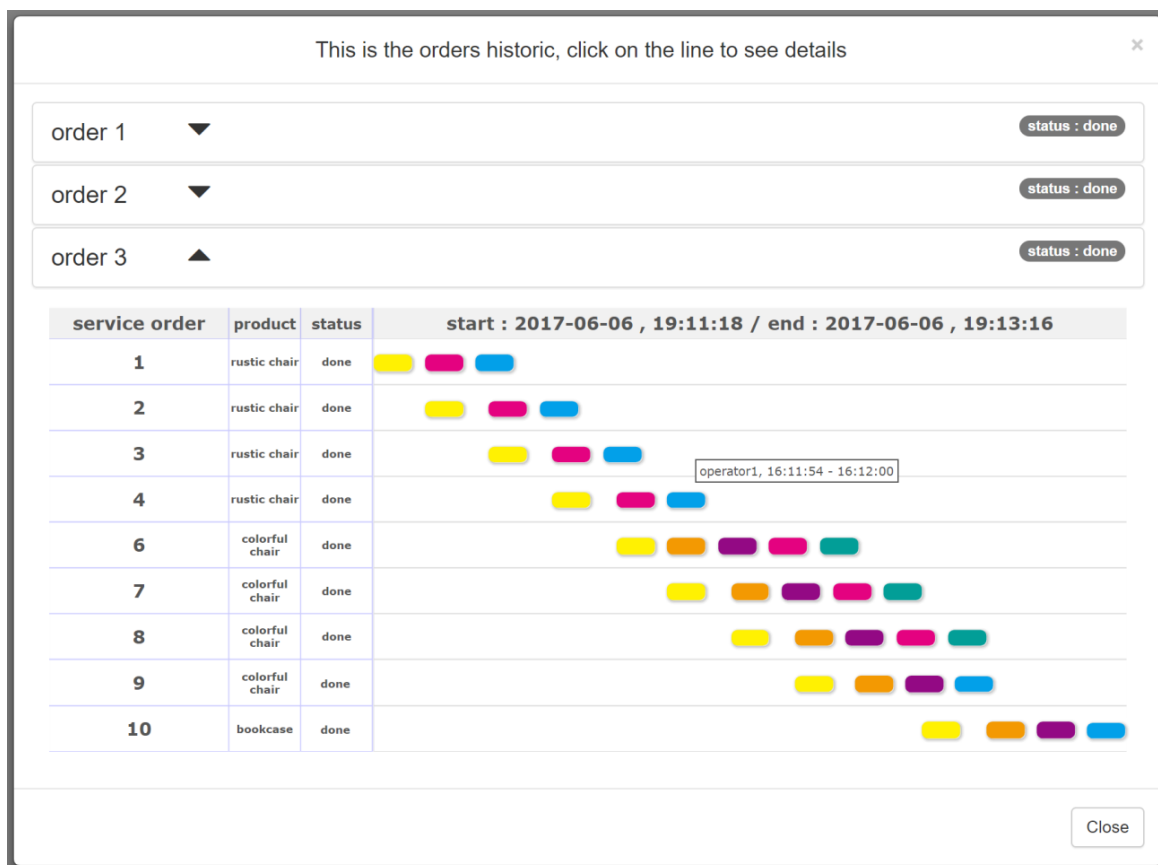 This is the orders historic, click on the line to see details ×
order 1 status : done
order 2 status : done
order 3 status : done
service order product status start : 2017-06-06 , 19:11:18 / end : 2017-06-06 , 19:13:16
1 rustic chair done
2 rustic chair done
3 rustic chair done
operator1, 16:11:54 - 16:12:00
4 rustic chair done
6 colorful chair done
7 colorful chair done
8 colorful chair done
9 colorful chair done
10 bookcase done
Close